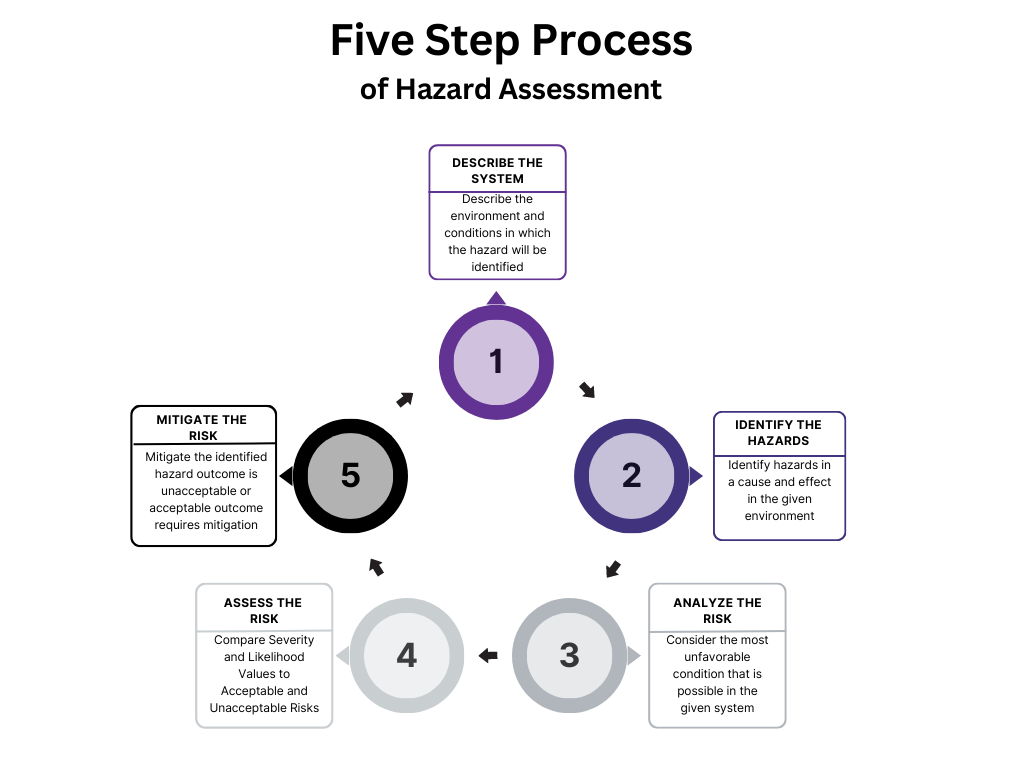 Five Step Process
of Hazard Assessment
DESCRIBE THE
SYSTEM
Describe the
environment and
conditions in which
the hazard will be
identified
1
2
IDENTIFY THE
HAZARDS
Identify hazards in
a cause and effect
in the given
environment
3
ANALYZE THE
RISK
Consider the most
unfavorable
condition that is
possible in the
given system
4
ASSESS THE
RISK
Compare Severity
and Likelihood
Values to
Acceptable and
Unacceptable Risks
5
MITIGATE THE
RISK
Mitigate the identified
hazard outcome is
unacceptable or
acceptable outcome
requires mitigation